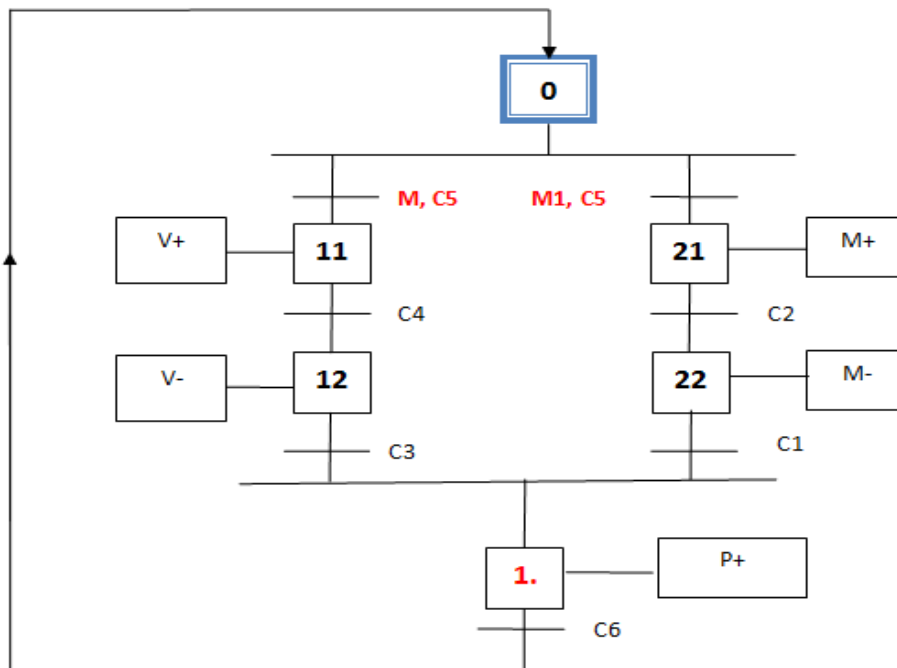 0
M, C5
M1, C5
V+
11
21
M+
C4
C2
V-
12
22
M-
C3
C1
1.
P+
C6